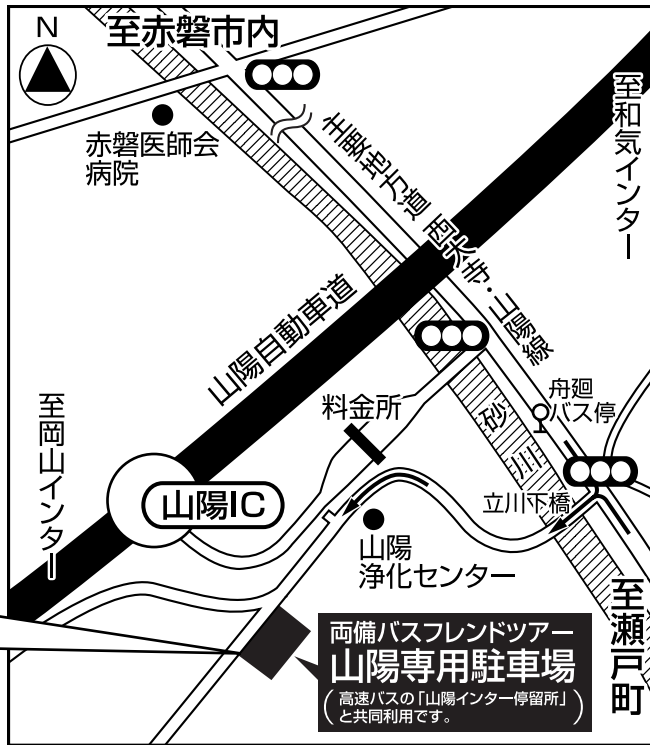 N
至赤磐市内
赤磐医師会
病院
主要地方道 西大寺・山陽線
至和気インター
山陽自動車道
料金所
砂川
舟廻
バス停
至岡山インター
山陽IC
立川下橋
山陽
浄化センター
至瀬戸町
両備バスフレンドツアー
山陽専用駐車場
(高速バスの「山陽インター停留所」
と共同利用です。)